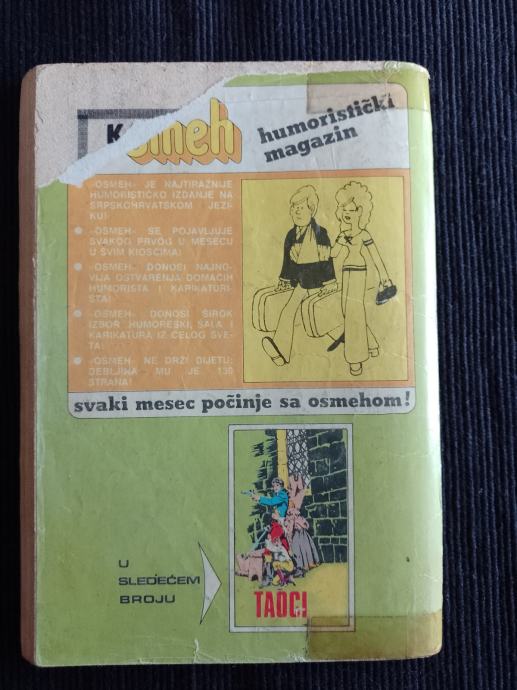 K
Osmeh
humoristički
magazin
-OSMEH- JE NAJTIRAŽNIJE
HUMORISTIČKO IZDANJE NA
SRPSKOHRVATSKOM JEZI-
KU!
-OSMEH- SE POJAVLJUJE
SVAKOG PRVOG U MESECU
U SVIM KIOSCIMA!
-OSMEH- DONOSI NAJNO-
VIJA OSTVARENJA DOMAĆIH
HUMORISTA I KARIKATURI-
STA!
-OSMEH- DONOSI ŠIROK
IZBOR HUMORESKI, ŠALA I
KARIKATURA IZ CELOG SVE-
TA!
-OSMEH- NE DRŽI DIJETU:
DEBLJINA MU JE 130
STRANA!
svaki mesec počinje sa osmehom!
U
SLEDEĆEM
BROJU
TAOCI